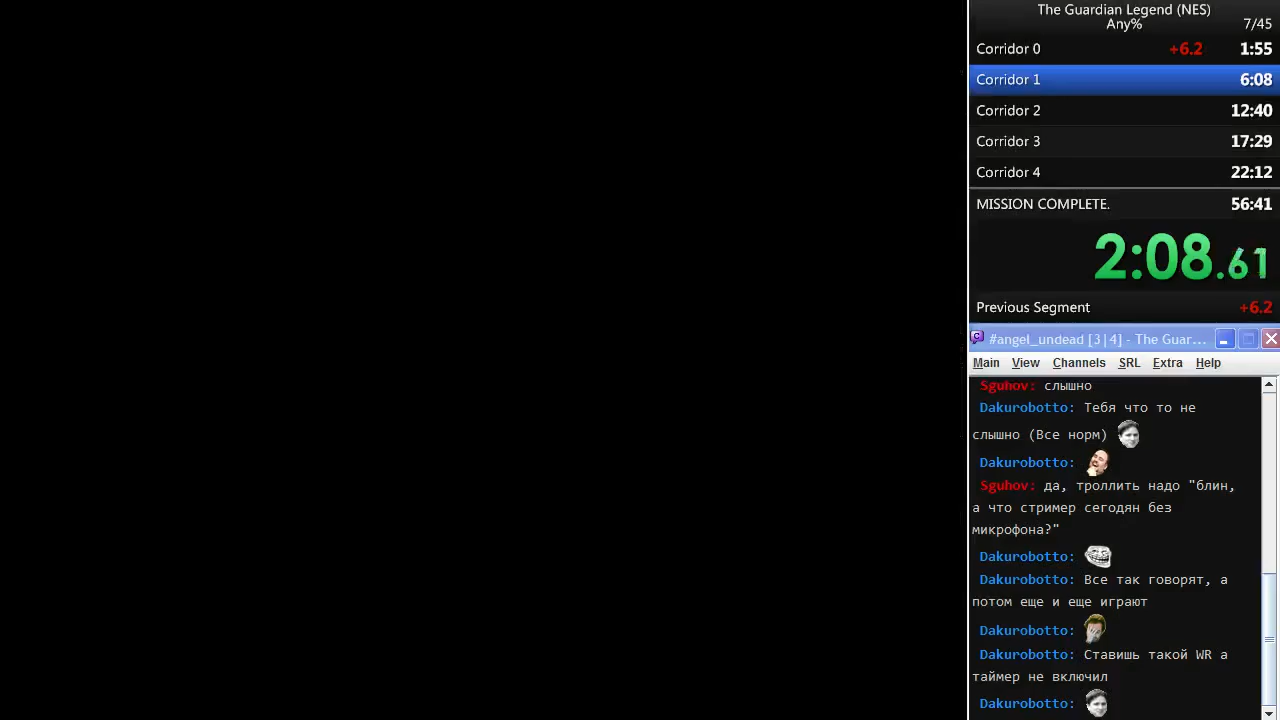 The Guardian Legend (NES)
Any% 7/45
Corridor 0 +6.2 1:55
Corridor 1 6:08
Corridor 2 12:40
Corridor 3 17:29
Corridor 4 22:12
MISSION COMPLETE. 56:41
2:08.61
Previous Segment +6.2
#angel_undead [3|4] - The Guar...
Main View Channels SRL Extra Help
Sguhov: слышно
Dakurobotto: Тебя что то не
слышно (Все норм)
Dakurobotto:
Sguhov: да, троллить надо "блин,
а что стример сегодян без
микрофона?"
Dakurobotto:
Dakurobotto: Все так говорят, а
потом еще и еще играют
Dakurobotto:
Dakurobotto: Ставишь такой WR а
таймер не включил
Dakurobotto: